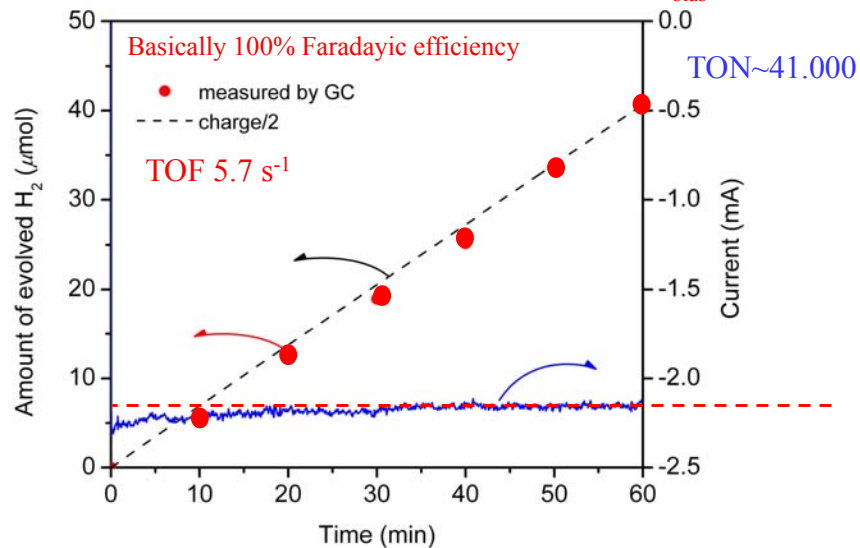 Basically 100% Faradayic efficiency
TON~41.000
measured by GC
charge/2
TOF 5.7 s⁻¹
Amount of evolved H₂ (μmol)
50
40
30
20
10
0
0.0
-0.5
-1.0
-1.5
-2.0
-2.5
Current (mA)
0
10
20
30
40
50
60
Time (min)